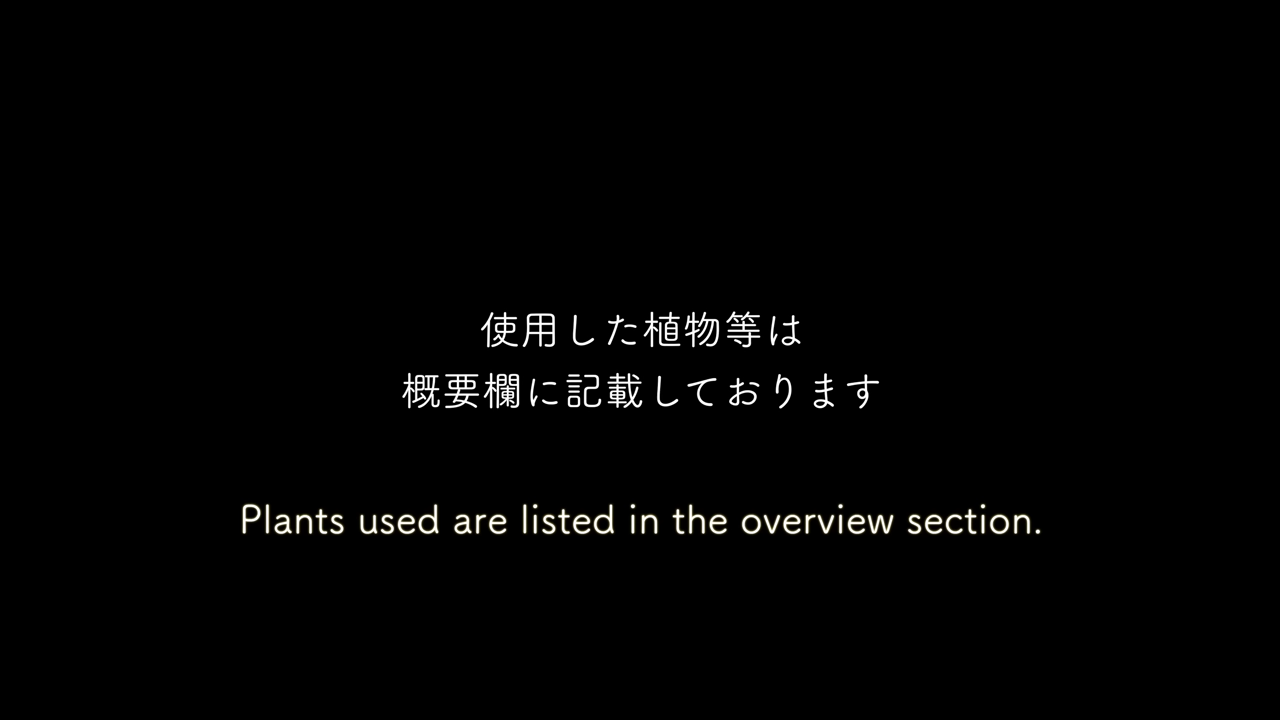 使用した植物等は
概要欄に記載しております
Plants used are listed in the overview section.